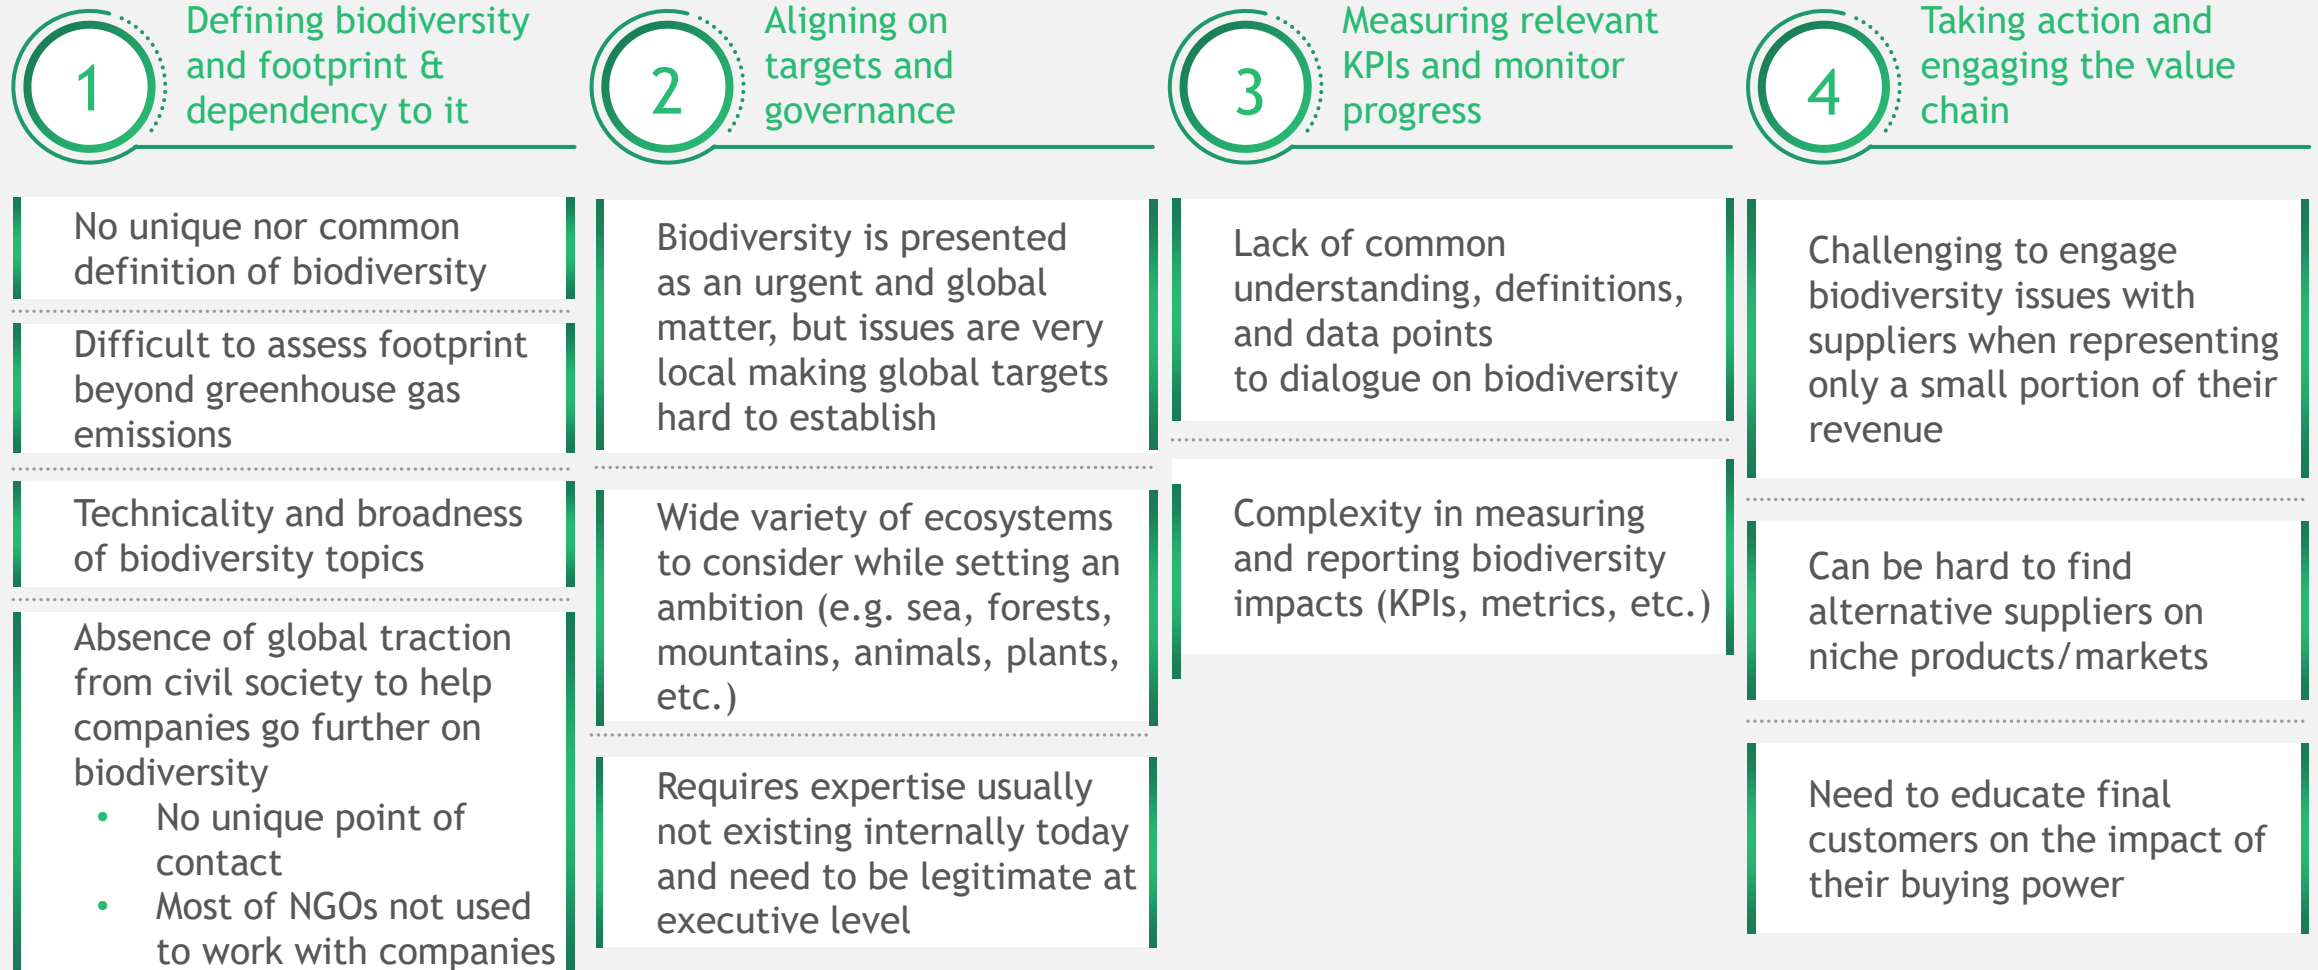 1
Defining biodiversity
and footprint &
dependency to it
No unique nor common
definition of biodiversity
Difficult to assess footprint
beyond greenhouse gas
emissions
Technicality and broadness
of biodiversity topics
Absence of global traction
from civil society to help
companies go further on
biodiversity
• No unique point of
contact
• Most of NGOs not used
to work with companies
2
Aligning on
targets and
governance
Biodiversity is presented
as an urgent and global
matter, but issues are very
local making global targets
hard to establish
Wide variety of ecosystems
to consider while setting an
ambition (e.g. sea, forests,
mountains, animals, plants,
etc.)
Requires expertise usually
not existing internally today
and need to be legitimate at
executive level
3
Measuring relevant
KPIs and monitor
progress
Lack of common
understanding, definitions,
and data points
to dialogue on biodiversity
Complexity in measuring
and reporting biodiversity
impacts (KPIs, metrics, etc.)
4
Taking action and
engaging the value
chain
Challenging to engage
biodiversity issues with
suppliers when representing
only a small portion of their
revenue
Can be hard to find
alternative suppliers on
niche products/markets
Need to educate final
customers on the impact of
their buying power